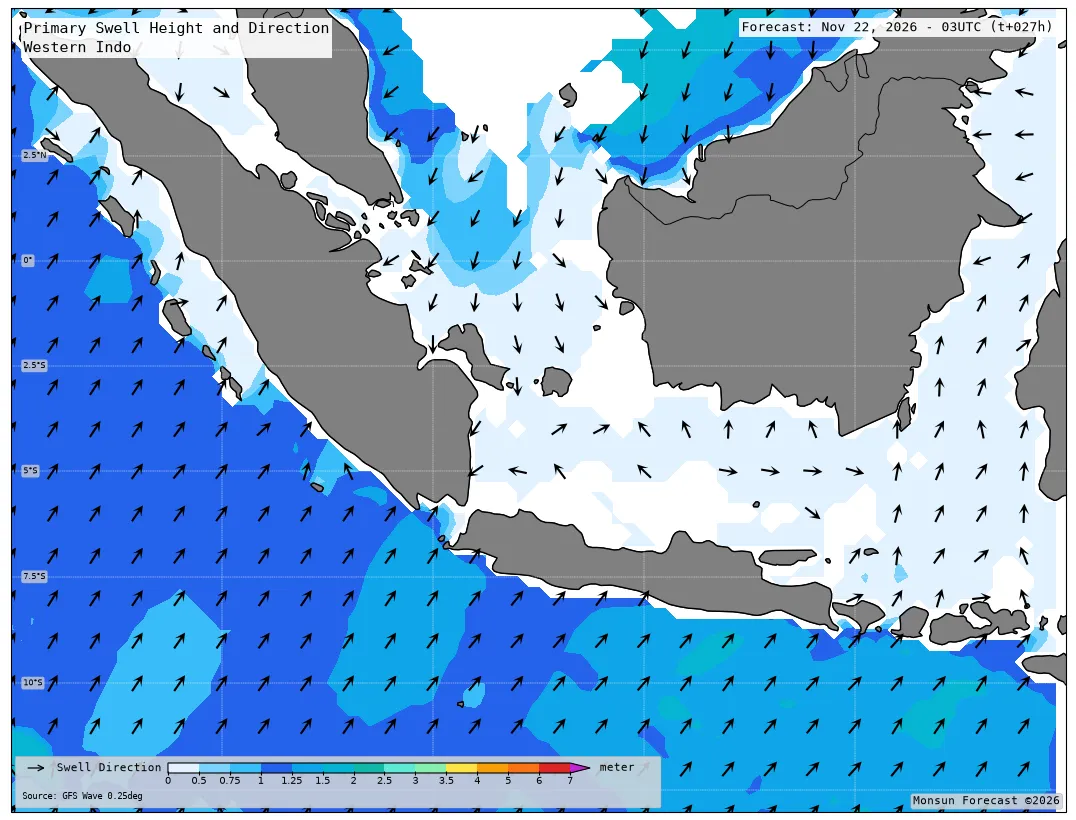 Primary Swell Height and Direction
Western Indo
Forecast: Nov 22, 2026 - 03UTC (t+027h)
2.5°N
0°
2.5°S
5°S
7.5°S
10°S
Swell Direction
meter
0 0.5 0.75 1 1.25 1.5 2 2.5 3 3.5 4 5 6 7
Source: GFS Wave 0.25deg
Monsun Forecast ©2026